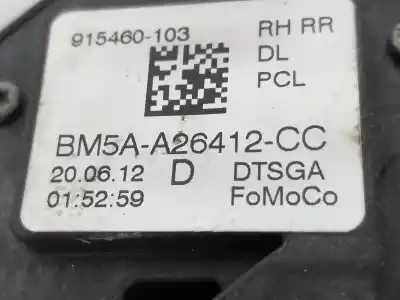 915460-103 RH RR
DL
PCL
BM5A-A26412-CC
20.06.12 D DTSGA
01:52:59 FoMoCo